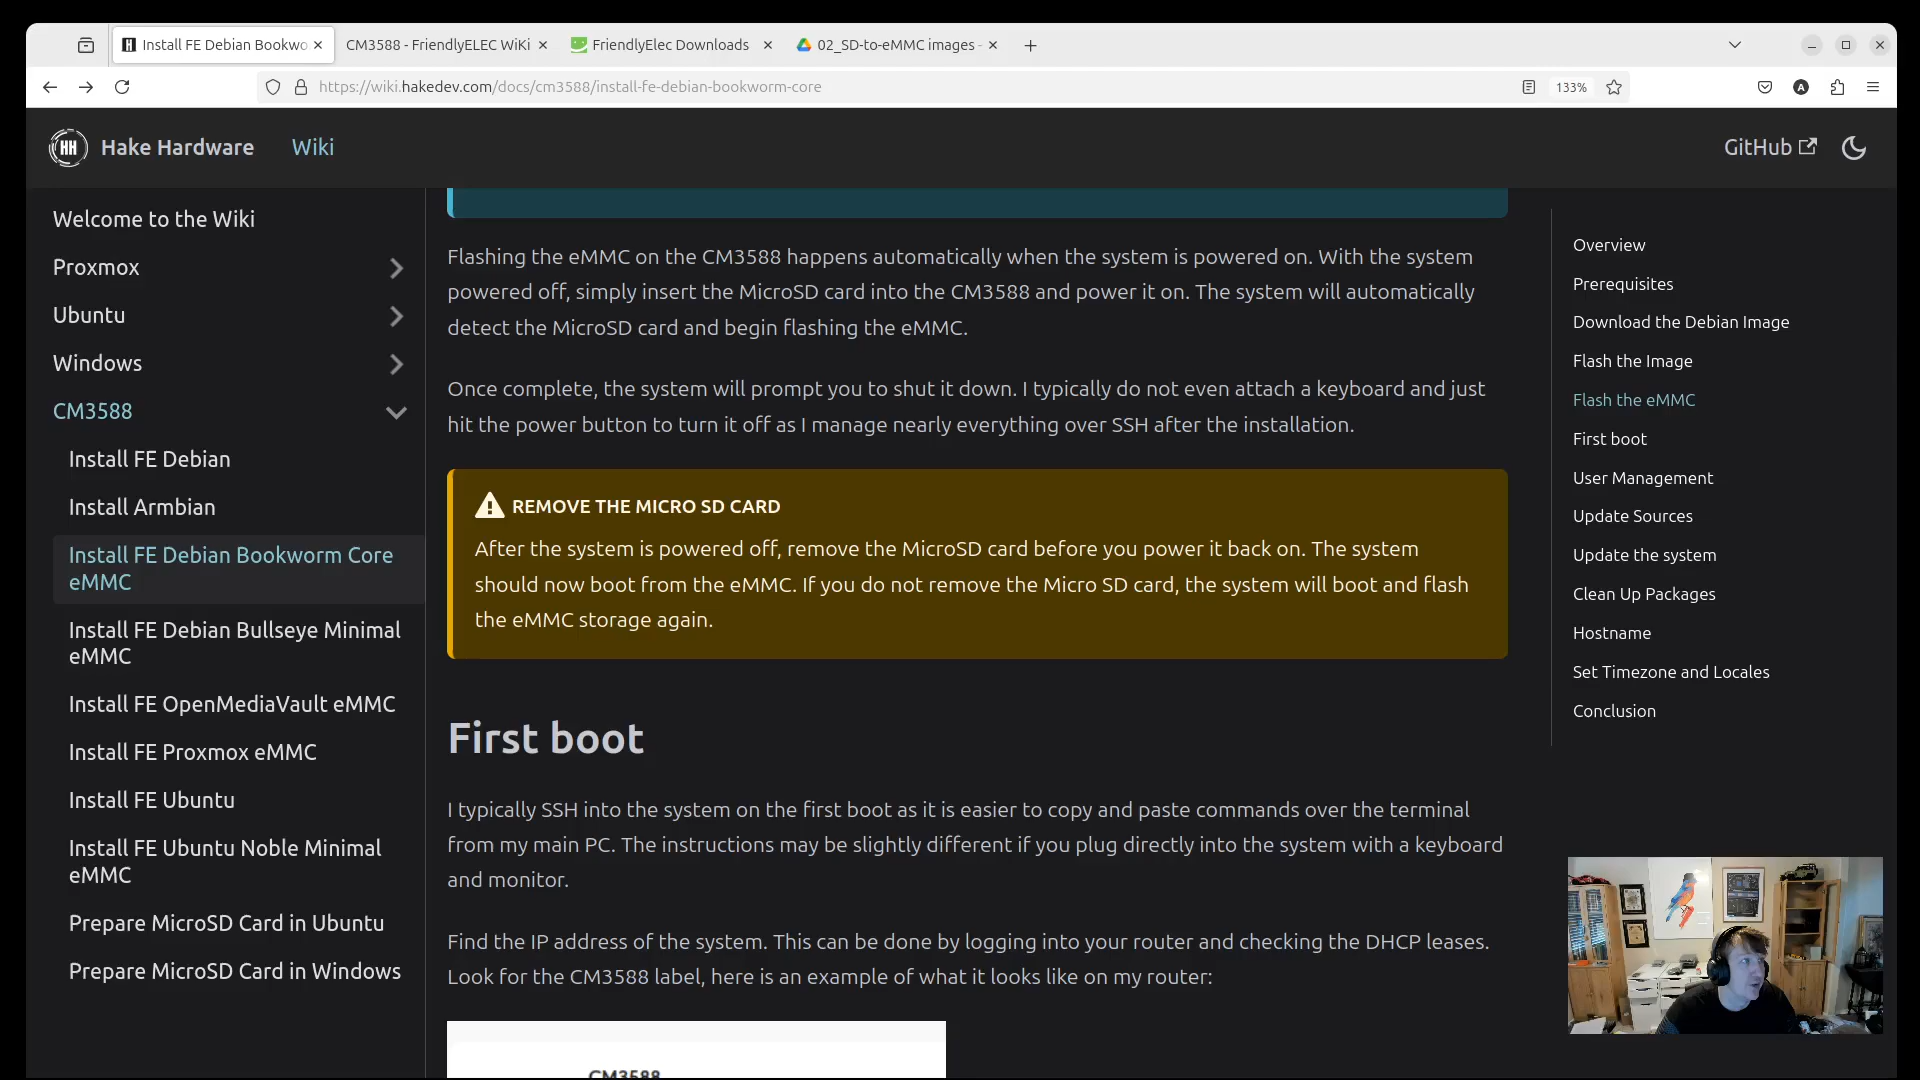 Install FE Debian Bookwo
CM3588 - FriendlyELEC WiKi
FriendlyElec Downloads
02_SD-to-eMMC images -
https://wiki.hakedev.com/docs/cm3588/install-fe-debian-bookworm-core
133%
A
HH
Hake Hardware
Wiki
GitHub
Welcome to the Wiki
Proxmox
Ubuntu
Windows
CM3588
Install FE Debian
Install Armbian
Install FE Debian Bookworm Core
eMMC
Install FE Debian Bullseye Minimal
eMMC
Install FE OpenMediaVault eMMC
Install FE Proxmox eMMC
Install FE Ubuntu
Install FE Ubuntu Noble Minimal
eMMC
Prepare MicroSD Card in Ubuntu
Prepare MicroSD Card in Windows
Flashing the eMMC on the CM3588 happens automatically when the system is powered on. With the system
powered off, simply insert the MicroSD card into the CM3588 and power it on. The system will automatically
detect the MicroSD card and begin flashing the eMMC.
Once complete, the system will prompt you to shut it down. I typically do not even attach a keyboard and just
hit the power button to turn it off as I manage nearly everything over SSH after the installation.
REMOVE THE MICRO SD CARD
After the system is powered off, remove the MicroSD card before you power it back on. The system
should now boot from the eMMC. If you do not remove the Micro SD card, the system will boot and flash
the eMMC storage again.
First boot
I typically SSH into the system on the first boot as it is easier to copy and paste commands over the terminal
from my main PC. The instructions may be slightly different if you plug directly into the system with a keyboard
and monitor.
Find the IP address of the system. This can be done by logging into your router and checking the DHCP leases.
Look for the CM3588 label, here is an example of what it looks like on my router:
CM3588
Overview
Prerequisites
Download the Debian Image
Flash the Image
Flash the eMMC
First boot
User Management
Update Sources
Update the system
Clean Up Packages
Hostname
Set Timezone and Locales
Conclusion